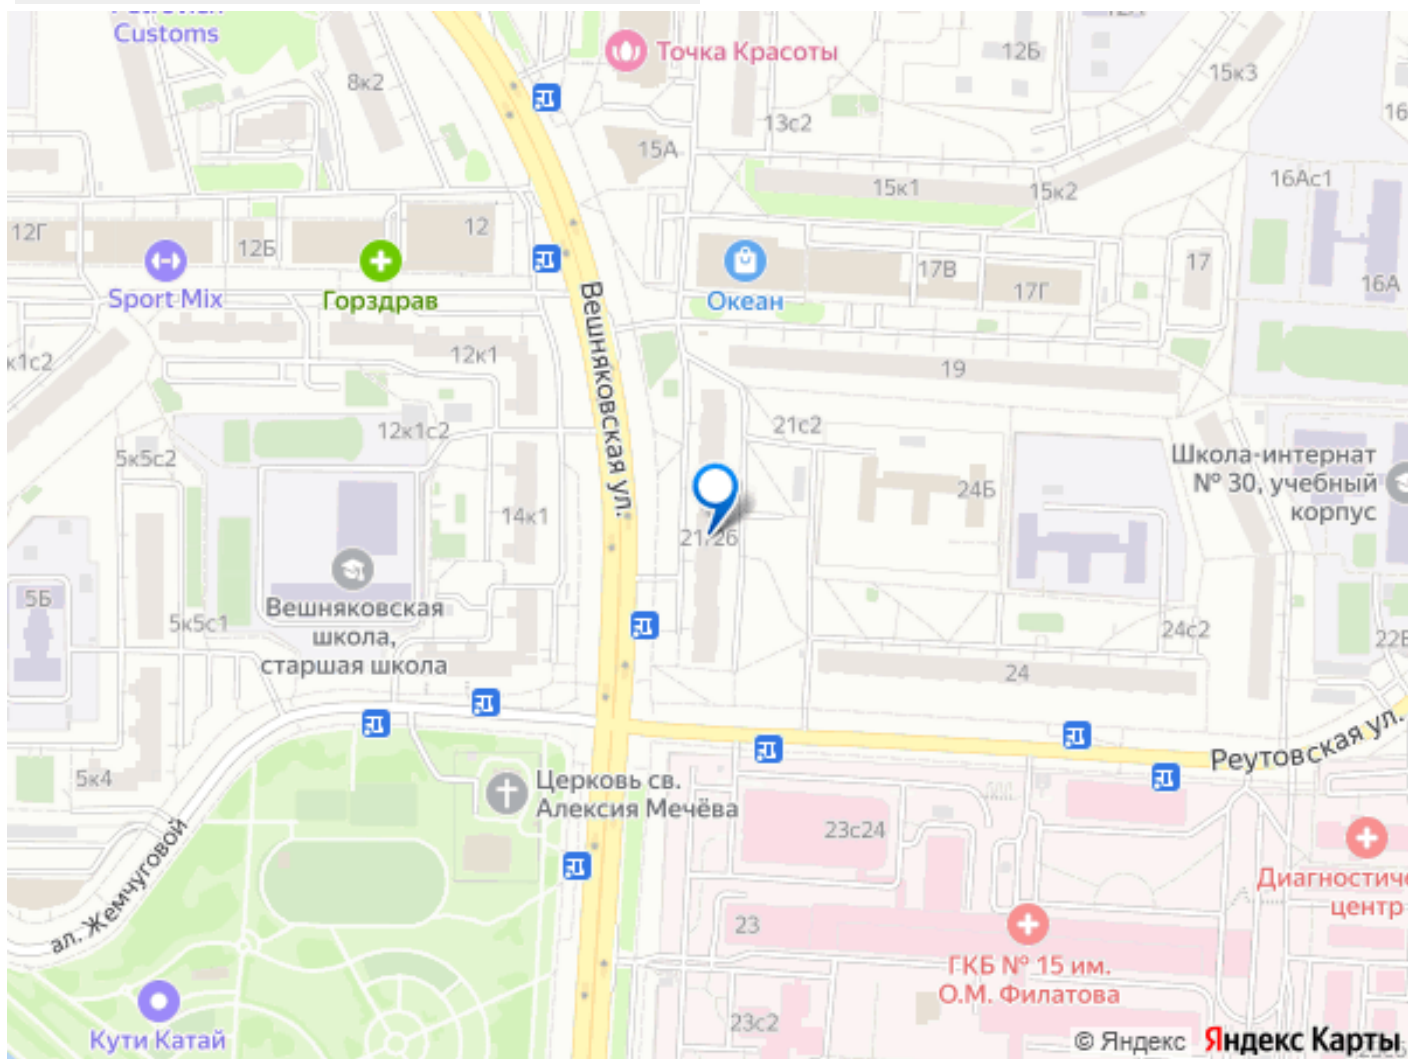 Customs
Точка Красоты
12Б
15к3
8к2
13с2
15А
15к1
15к2
16Ас1
12Г
12Б
12
17В
17Г
17
16А
Sport Mix
Горздрав
Океан
Вешняковская ул.
к1с2
12к1
19
12к1с2
21с2
5к5с2
24Б
Школа-интернат
№ 30, учебный
корпус
14к1
21/26
5Б
Вешняковская
школа,
старшая школа
5к5с1
24с2
24
5к4
Реутовская ул.
Церковь св.
Алексия Мечёва
23с24
ал. Жемчуговой
центр
23
ГКБ № 15 им.
О.М. Филатова
Кути Катай
23с2
© Яндекс Яндекс Карты